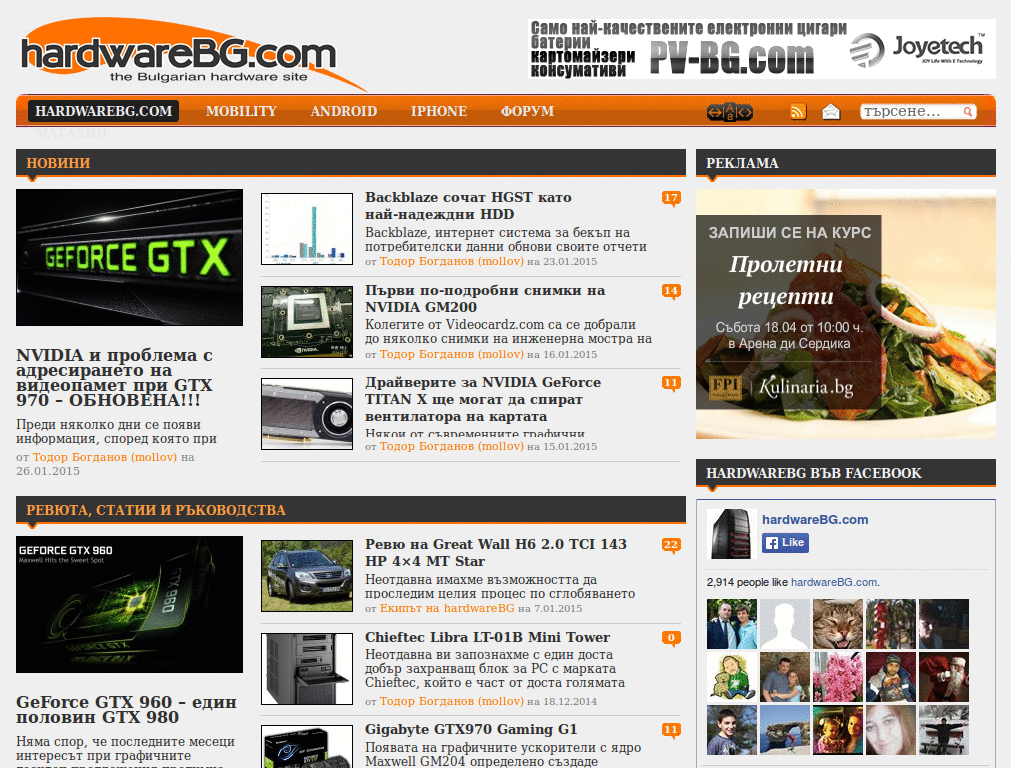 hardwareBG.com
the Bulgarian hardware site
Само най-качествените електронни цигари
батерии
картомайзери
консумативи
PV-BG.com
Joyetech™
JOY Life With E Technology
HARDWAREBG.COM MOBILITY ANDROID IPHONE ФОРУМ
търсене...
МАГАЗИН
НОВИНИ
GEFORCE GTX
NVIDIA и проблема с
адресирането на
видеопамет при GTX
970 – ОБНОВЕНА!!!
Преди няколко дни се появи
информация, според която при
от Тодор Богданов (mollov) на
26.01.2015
Backblaze сочат HGST като
най-надеждни HDD
17
Backblaze, интернет система за бекъп на
потребителски данни обнови своите отчети
от Тодор Богданов (mollov) на 23.01.2015
Първи по-подробни снимки на
NVIDIA GM200
14
Колегите от Videocardz.com са се добрали
до няколко снимки на инженерна мостра на
от Тодор Богданов (mollov) на 16.01.2015
Драйверите за NVIDIA GeForce
TITAN X ще могат да спират
вентилатора на картата
11
Някои от съвременните графични
от Тодор Богданов (mollov) на 15.01.2015
РЕВЮТА, СТАТИИ И РЪКОВОДСТВА
GEFORCE GTX 960
Maxwell Hits the Sweet Spot
GeForce GTX 960 – един
половин GTX 980
Няма спор, че последните месеци
интересът при графичните
Ревю на Great Wall H6 2.0 TCI 143
HP 4×4 MT Star
22
Неотдавна имахме възможността да
проследим целия процес по сглобяването
от Екипът на hardwareBG на 7.01.2015
Chieftec Libra LT-01B Mini Tower
0
Неотдавна ви запознахме с един доста
добър захранващ блок за PC с марката
Chieftec, който е част от доста голямата
от Тодор Богданов (mollov) на 18.12.2014
Gigabyte GTX970 Gaming G1
11
Появата на графичните ускорители с ядро
Maxwell GM204 определено създаде
РЕКЛАМА
ЗАПИШИ СЕ НА КУРС
Пролетни
рецепти
Събота 18.04 от 10:00 ч.
в Арена ди Сердика
FPI Kulinaria.bg
HARDWAREBG ВЪВ FACEBOOK
hardwareBG.com
Like
2,914 people like hardwareBG.com.